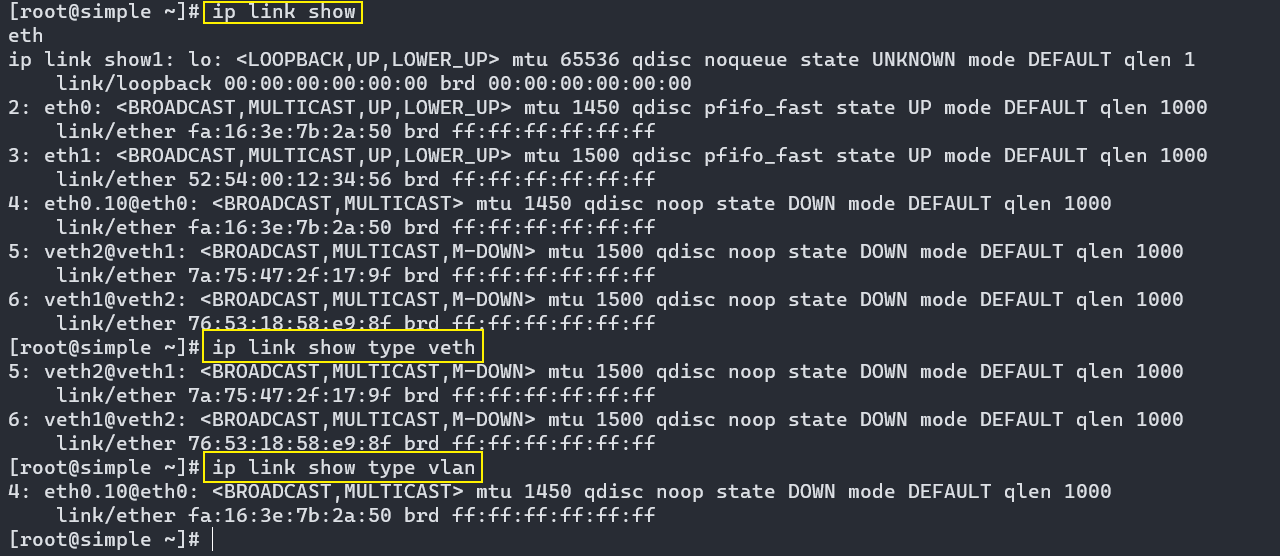 [root@simple ~]# ip link show
eth
ip link show1: lo: <LOOPBACK,UP,LOWER_UP> mtu 65536 qdisc noqueue state UNKNOWN mode DEFAULT qlen 1
    link/loopback 00:00:00:00:00:00 brd 00:00:00:00:00:00
2: eth0: <BROADCAST,MULTICAST,UP,LOWER_UP> mtu 1450 qdisc pfifo_fast state UP mode DEFAULT qlen 1000
    link/ether fa:16:3e:7b:2a:50 brd ff:ff:ff:ff:ff:ff
3: eth1: <BROADCAST,MULTICAST,UP,LOWER_UP> mtu 1500 qdisc pfifo_fast state UP mode DEFAULT qlen 1000
    link/ether 52:54:00:12:34:56 brd ff:ff:ff:ff:ff:ff
4: eth0.10@eth0: <BROADCAST,MULTICAST> mtu 1450 qdisc noop state DOWN mode DEFAULT qlen 1000
    link/ether fa:16:3e:7b:2a:50 brd ff:ff:ff:ff:ff:ff
5: veth2@veth1: <BROADCAST,MULTICAST,M-DOWN> mtu 1500 qdisc noop state DOWN mode DEFAULT qlen 1000
    link/ether 7a:75:47:2f:17:9f brd ff:ff:ff:ff:ff:ff
6: veth1@veth2: <BROADCAST,MULTICAST,M-DOWN> mtu 1500 qdisc noop state DOWN mode DEFAULT qlen 1000
    link/ether 76:53:18:58:e9:8f brd ff:ff:ff:ff:ff:ff
[root@simple ~]# ip link show type veth
5: veth2@veth1: <BROADCAST,MULTICAST,M-DOWN> mtu 1500 qdisc noop state DOWN mode DEFAULT qlen 1000
    link/ether 7a:75:47:2f:17:9f brd ff:ff:ff:ff:ff:ff
6: veth1@veth2: <BROADCAST,MULTICAST,M-DOWN> mtu 1500 qdisc noop state DOWN mode DEFAULT qlen 1000
    link/ether 76:53:18:58:e9:8f brd ff:ff:ff:ff:ff:ff
[root@simple ~]# ip link show type vlan
4: eth0.10@eth0: <BROADCAST,MULTICAST> mtu 1450 qdisc noop state DOWN mode DEFAULT qlen 1000
    link/ether fa:16:3e:7b:2a:50 brd ff:ff:ff:ff:ff:ff
[root@simple ~]#